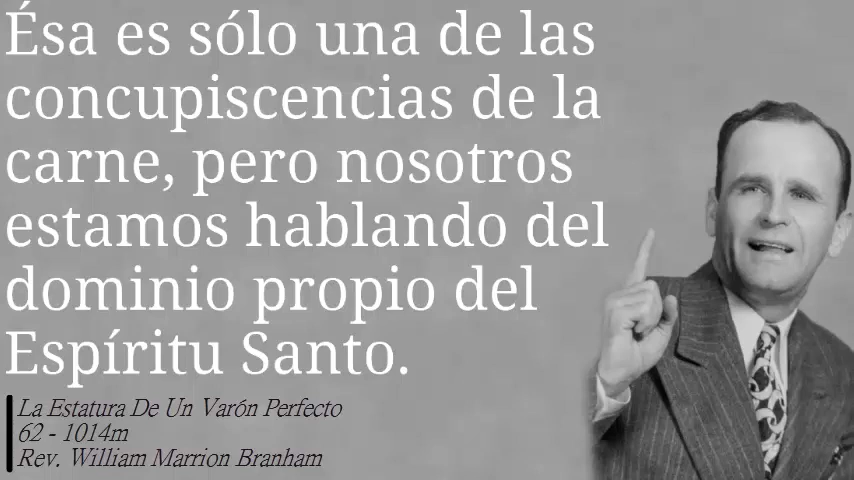 Ésa es sólo una de las
concupiscencias de la
carne, pero nosotros
estamos hablando del
dominio propio del
Espíritu Santo.
La Estatura De Un Varón Perfecto
62 - 1014m
Rev. William Marrion Branham